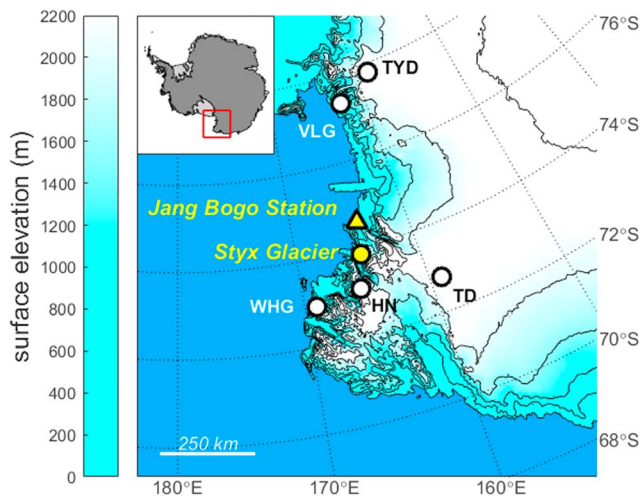 2200
2000
1800
1600
1400
1200
1000
800
600
400
200
0
surface elevation (m)
TYD
VLG
Jang Bogo Station
Styx Glacier
WHG
HN
TD
250 km
76°S
74°S
72°S
70°S
68°S
180°E
170°E
160°E